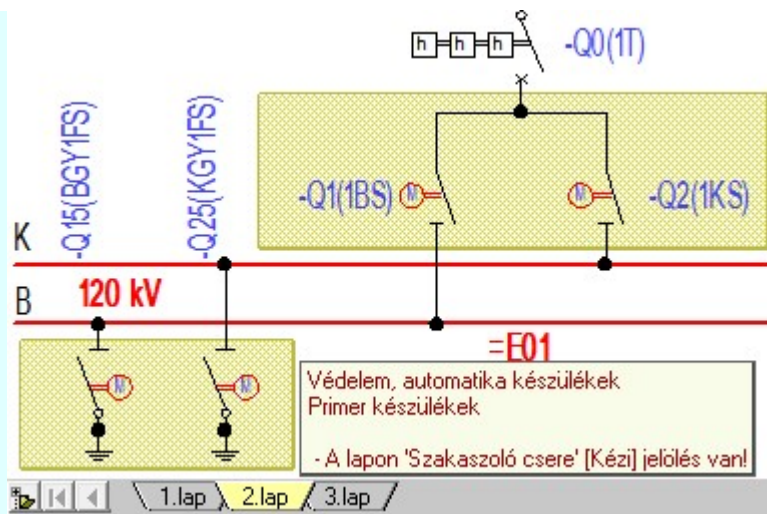 h h h -Q0(1T)
-Q15(BGY1FS)
-Q25(KGY1FS)
-Q1(1BS) M
M -Q2(1KS)
K
120 kV
B
=E01
M
M
Védelem, automatika készülékek
Primer készülékek
- A lapon 'Szakaszoló csere' [Kézi] jelölés van!
1.lap 2.lap 3.lap